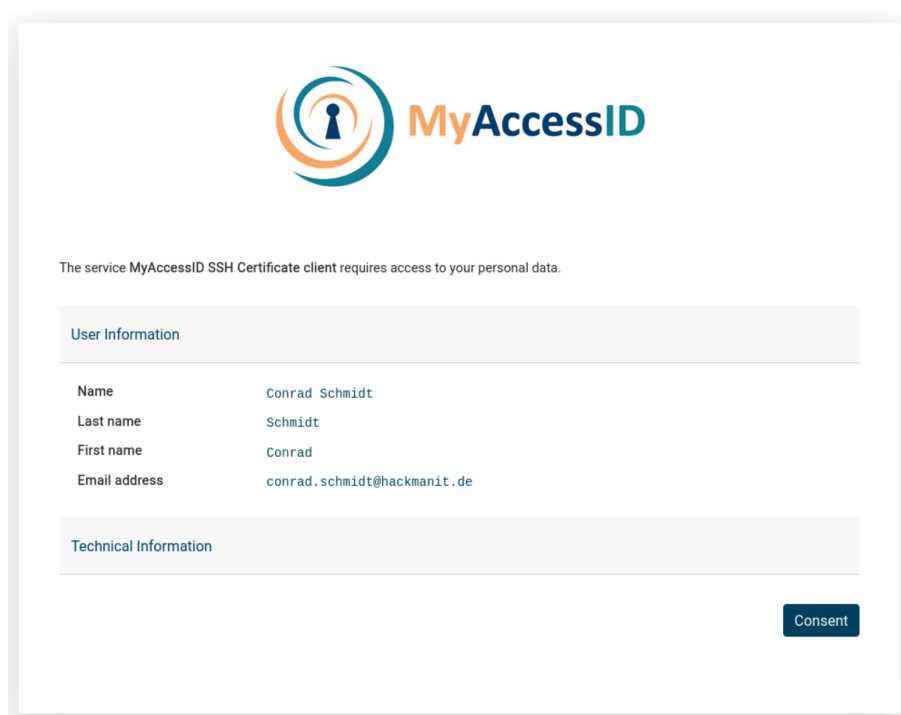 MyAccessID
The service MyAccessID SSH Certificate client requires access to your personal data.
User Information
Name Conrad Schmidt
Last name Schmidt
First name Conrad
Email address conrad.schmidt@hackmanit.de
Technical Information
Consent